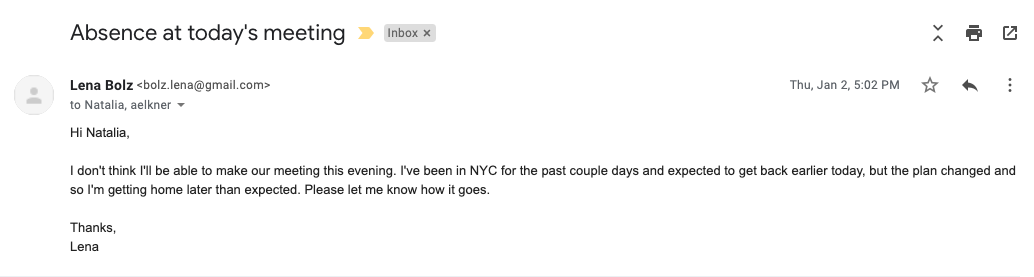 Absence at today's meeting Inbox ×
Lena Bolz <bolz.lena@gmail.com> Thu, Jan 2, 5:02 PM
to Natalia, aelkner
Hi Natalia,
I don't think I'll be able to make our meeting this evening. I've been in NYC for the past couple days and expected to get back earlier today, but the plan changed and
so I'm getting home later than expected. Please let me know how it goes.
Thanks,
Lena